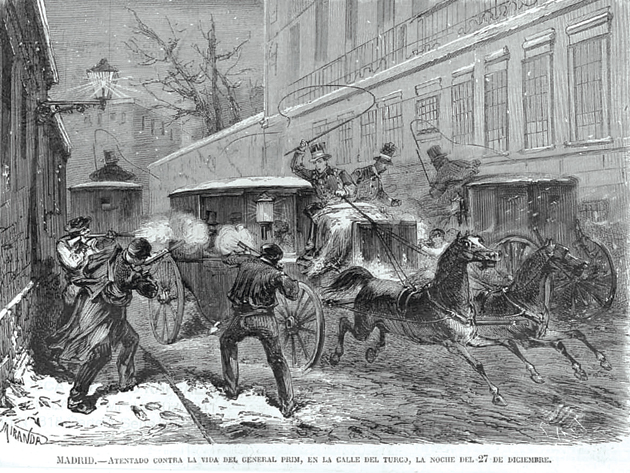 MIRANDA
MADRID.—ATENTADO CONTRA LA VIDA DEL GENERAL PRIM, EN LA CALLE DEL TURCO, LA NOCHE DEL 27 DE DICIEMBRE.